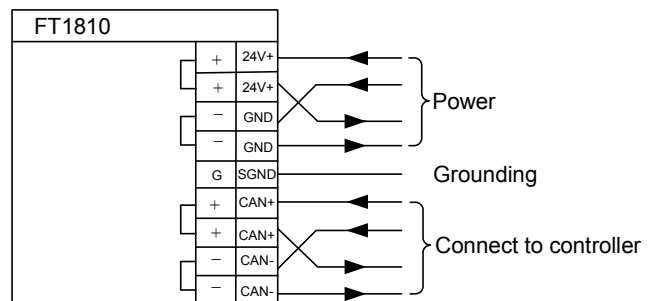 FT1810
+ 24V+
+ 24V+
− GND
− GND
G SGND
+ CAN+
+ CAN+
− CAN-
− CAN-
Power
Grounding
Connect to controller